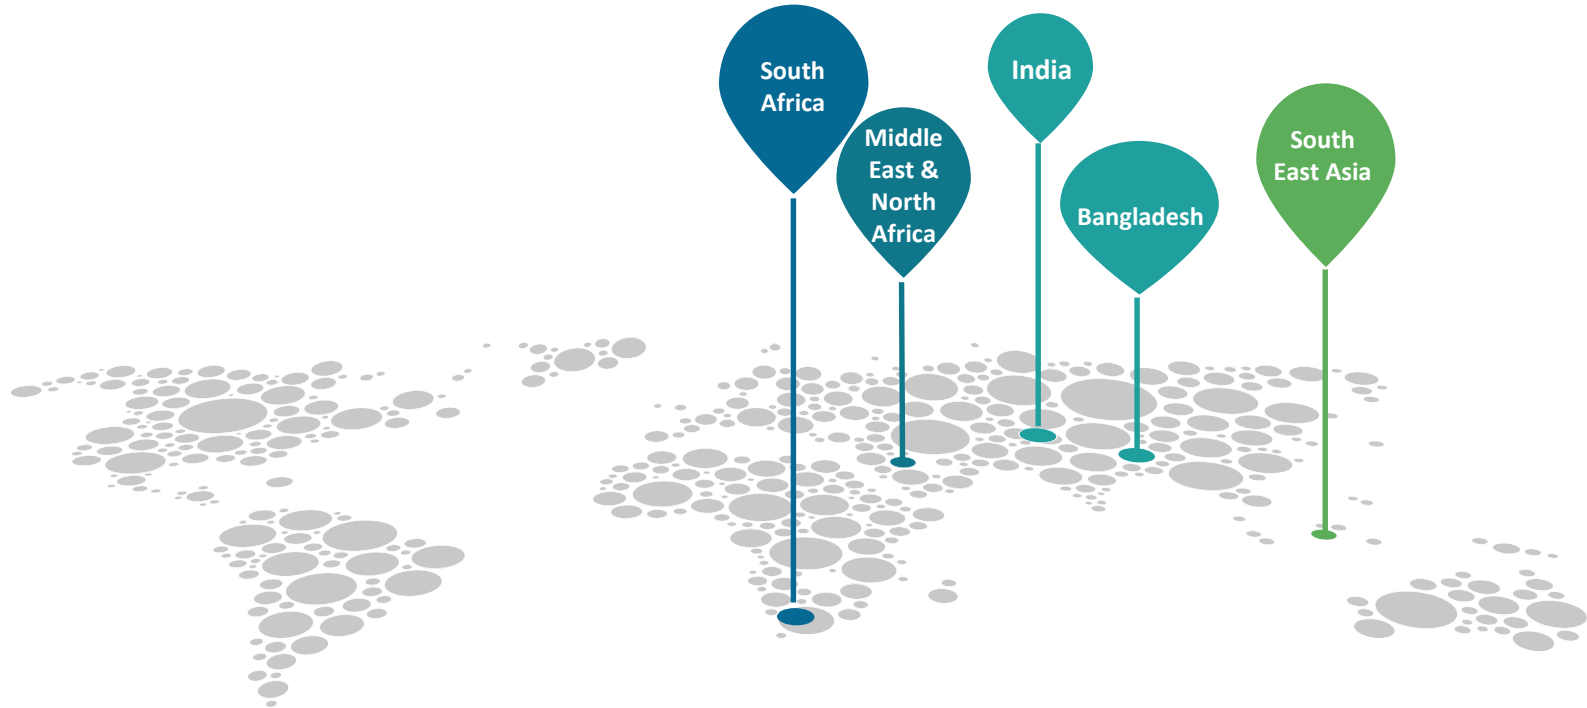 South
Africa
Middle
East &
North
Africa
India
Bangladesh
South
East Asia